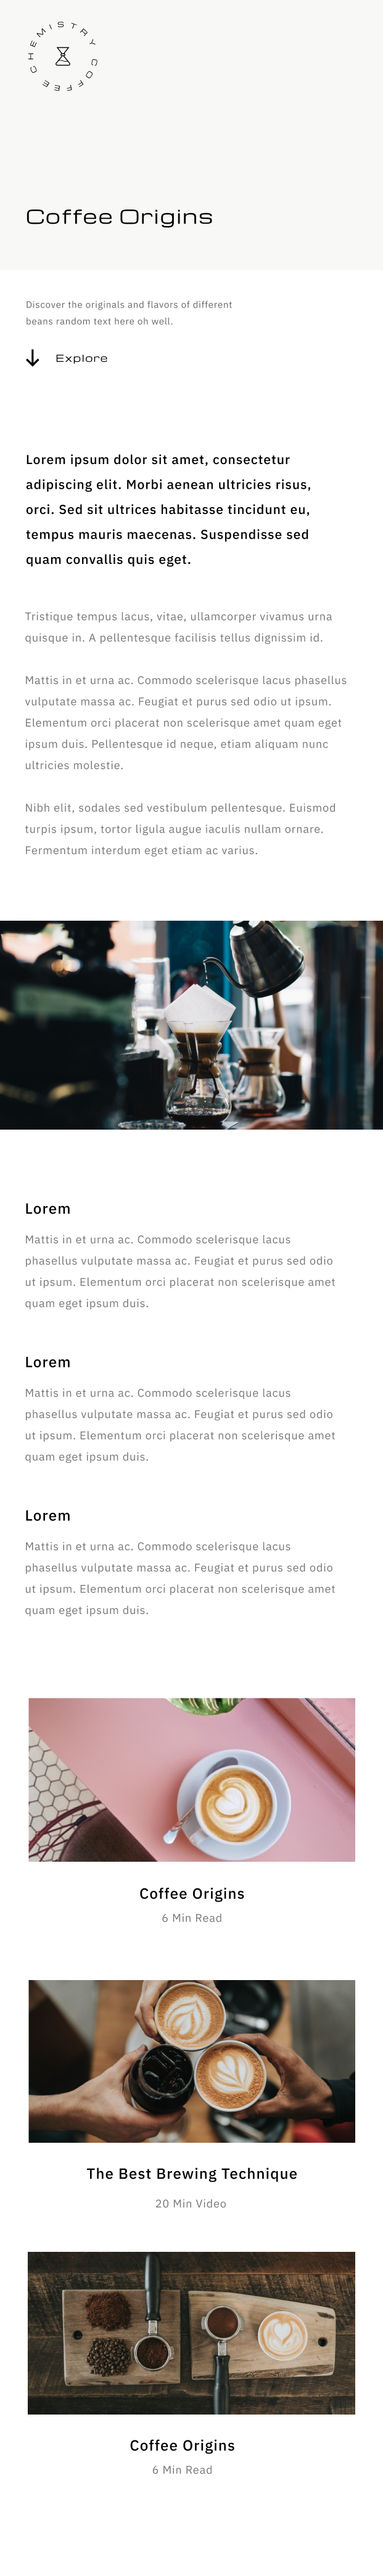 CHEMISTRY COFFEE
Coffee Origins
Discover the originals and flavors of different
beans random text here oh well.
Explore
Lorem ipsum dolor sit amet, consectetur
adipiscing elit. Morbi aenean ultricies risus,
orci. Sed sit ultrices habitasse tincidunt eu,
tempus mauris maecenas. Suspendisse sed
quam convallis quis eget.
Tristique tempus lacus, vitae, ullamcorper vivamus urna
quisque in. A pellentesque facilisis tellus dignissim id.
Mattis in et urna ac. Commodo scelerisque lacus phasellus
vulputate massa ac. Feugiat et purus sed odio ut ipsum.
Elementum orci placerat non scelerisque amet quam eget
ipsum duis. Pellentesque id neque, etiam aliquam nunc
ultricies molestie.
Nibh elit, sodales sed vestibulum pellentesque. Euismod
turpis ipsum, tortor ligula augue iaculis nullam ornare.
Fermentum interdum eget etiam ac varius.
Lorem
Mattis in et urna ac. Commodo scelerisque lacus
phasellus vulputate massa ac. Feugiat et purus sed odio
ut ipsum. Elementum orci placerat non scelerisque amet
quam eget ipsum duis.
Lorem
Mattis in et urna ac. Commodo scelerisque lacus
phasellus vulputate massa ac. Feugiat et purus sed odio
ut ipsum. Elementum orci placerat non scelerisque amet
quam eget ipsum duis.
Lorem
Mattis in et urna ac. Commodo scelerisque lacus
phasellus vulputate massa ac. Feugiat et purus sed odio
ut ipsum. Elementum orci placerat non scelerisque amet
quam eget ipsum duis.
Coffee Origins
6 Min Read
The Best Brewing Technique
20 Min Video
Coffee Origins
6 Min Read